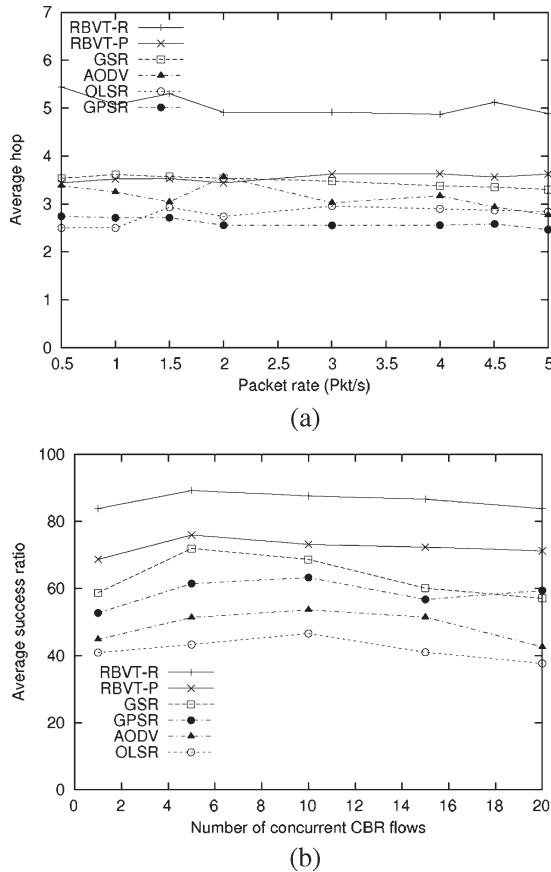 7
6
5
4
3
2
1
0
Average hop
RBVT-R
RBVT-P
GSR
AODV
OLSR
GPSR
0.5 1 1.5 2 2.5 3 3.5 4 4.5 5
Packet rate (Pkt/s)
(a)
100
80
60
40
20
0
Average success ratio
RBVT-R
RBVT-P
GSR
GPSR
AODV
OLSR
0 2 4 6 8 10 12 14 16 18 20
Number of concurrent CBR flows
(b)